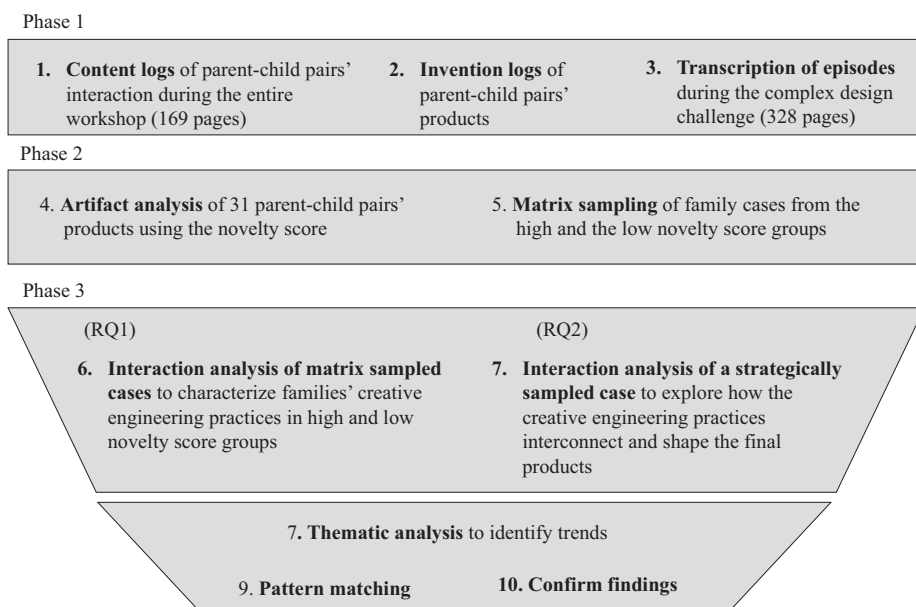 Phase 1
1. Content logs of parent-child pairs'
interaction during the entire
workshop (169 pages)
2. Invention logs of
parent-child pairs'
products
3. Transcription of episodes
during the complex design
challenge (328 pages)
Phase 2
4. Artifact analysis of 31 parent-child pairs'
products using the novelty score
5. Matrix sampling of family cases from the
high and the low novelty score groups
Phase 3
(RQ1)
6. Interaction analysis of matrix sampled
cases to characterize families' creative
engineering practices in high and low
novelty score groups
(RQ2)
7. Interaction analysis of a strategically
sampled case to explore how the
creative engineering practices
interconnect and shape the final
products
7. Thematic analysis to identify trends
9. Pattern matching
10. Confirm findings